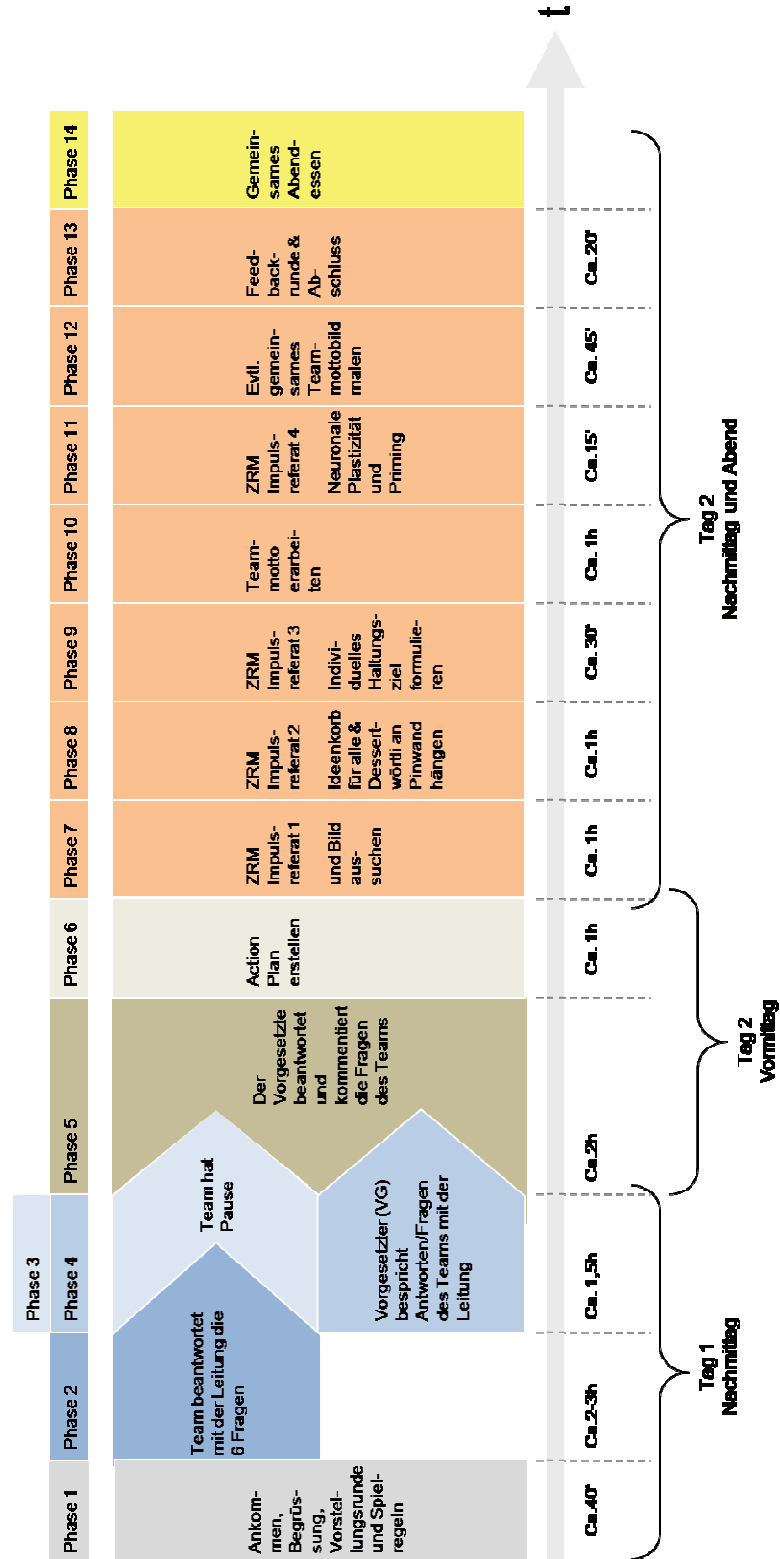 Phase 3
Phase 1
Phase 2
Phase 4
Phase 5
Phase 6
Phase 7
Phase 8
Phase 9
Phase 10
Phase 11
Phase 12
Phase 13
Phase 14
Ankom-
men,
Begrüs-
sung,
Vorstel-
lungsrunde
und Spiel-
regeln
Team beantwortet
mit der Leitung die
6 Fragen
Team hat
Pause
Vorgesetzler (VG)
bespricht
Antworten/Fragen
des Teams mit der
Leitung
Der
Vorgesetzle
beantwortet
und
kommentiert
die Fragen
des Teams
Action
Plan
erstellen
ZRM
Impuls-
referat 1
und Bild
aus-
suchen
ZRM
Impuls-
referat 2
Ideenkorb
für alle &
Dessert-
wörtli an
Pinwand
hängen
ZRM
Impuls-
referat 3
Indivi-
duelles
Haltungs-
ziel
formulie-
ren
Team-
motto
erarbei-
ten
ZRM
Impuls-
referat 4
Neuronale
Plastizität
und
Priming
Evtl.
gemein-
sames
Team-
mottobild
malen
Feed-
back-
runde &
Ab-
schluss
Gemein-
sames
Abend-
essen
t
Ca.40'
Ca.2-3h
Ca. 1,5h
Ca.2h
Ca. 1h
Ca. 1h
Ca.1h
Ca. 30'
Ca. 1h
Ca.15'
Ca. 45'
Ca. 20'
Tag 1
Nachmittag
Tag 2
Vormittag
Tag 2
Nachmittag und Abend